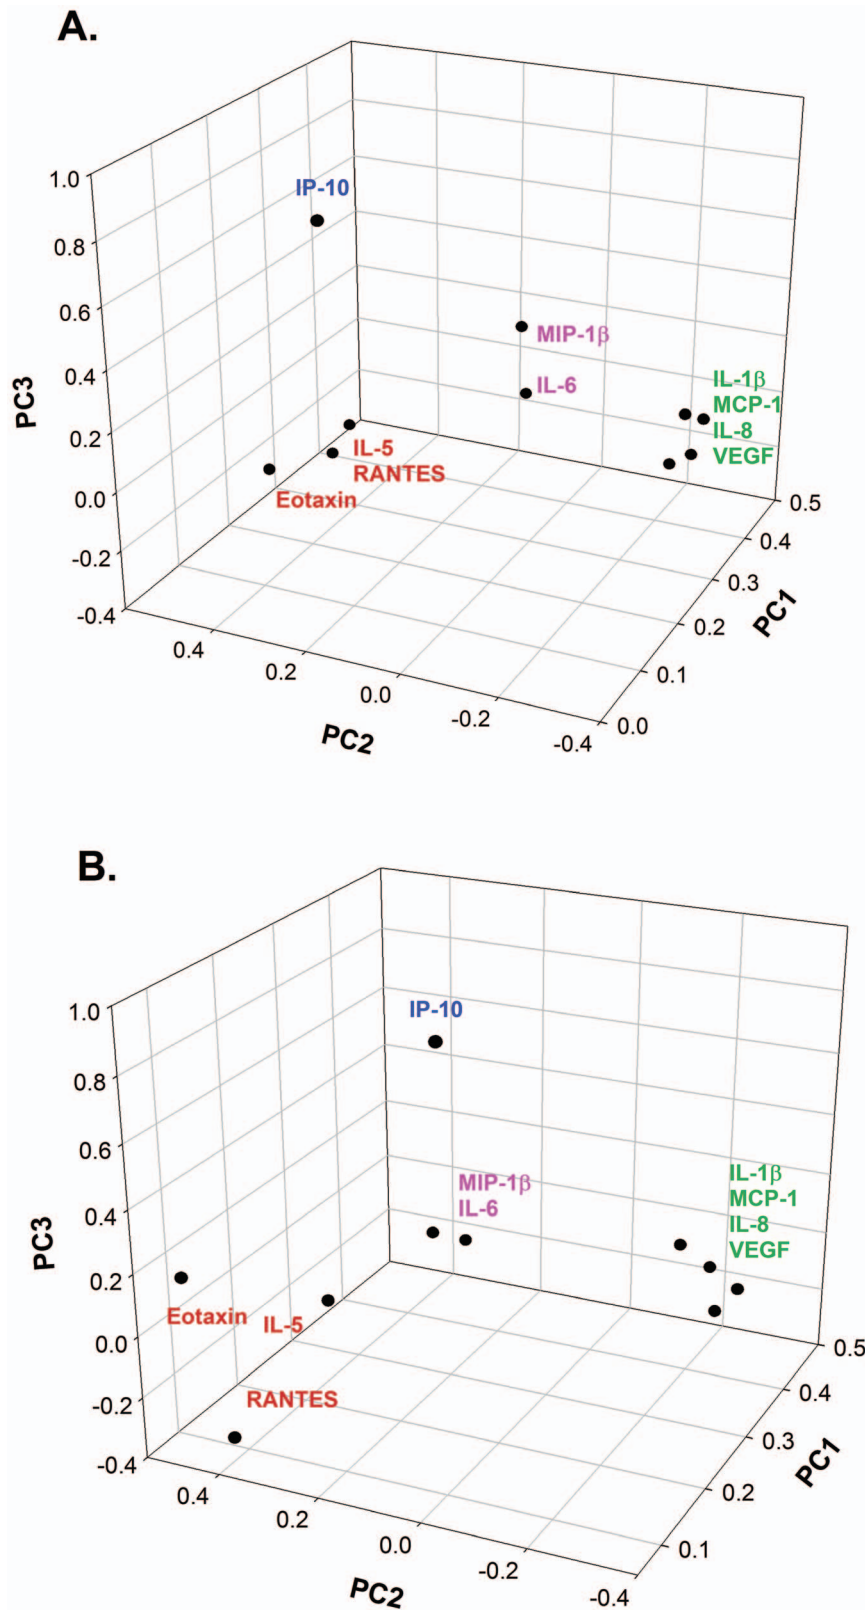 A.
1.0
0.8
0.6
0.4
0.2
0.0
-0.2
-0.4
PC3
IP-10
MIP-1β
IL-6
IL-1β
MCP-1
IL-8
VEGF
IL-5
RANTES
Eotaxin
0.4
0.2
0.0
-0.2
-0.4
PC2
0.5
0.4
0.3
0.2
0.1
0.0
PC1
B.
1.0
0.8
0.6
0.4
0.2
0.0
-0.2
-0.4
PC3
IP-10
MIP-1β
IL-6
IL-1β
MCP-1
IL-8
VEGF
Eotaxin
IL-5
RANTES
0.4
0.2
0.0
-0.2
-0.4
PC2
0.5
0.4
0.3
0.2
0.1
PC1